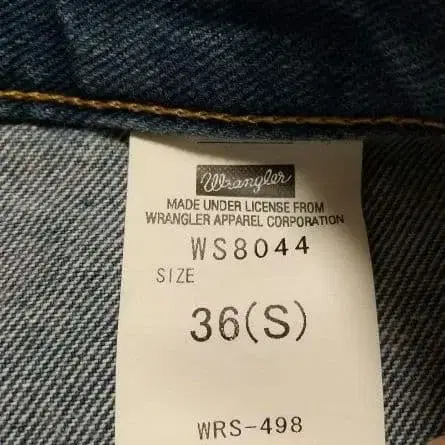 Wrangler
MADE UNDER LICENSE FROM
WRANGLER APPAREL CORPORATION
WS8044
SIZE
36(S)
WRS-498